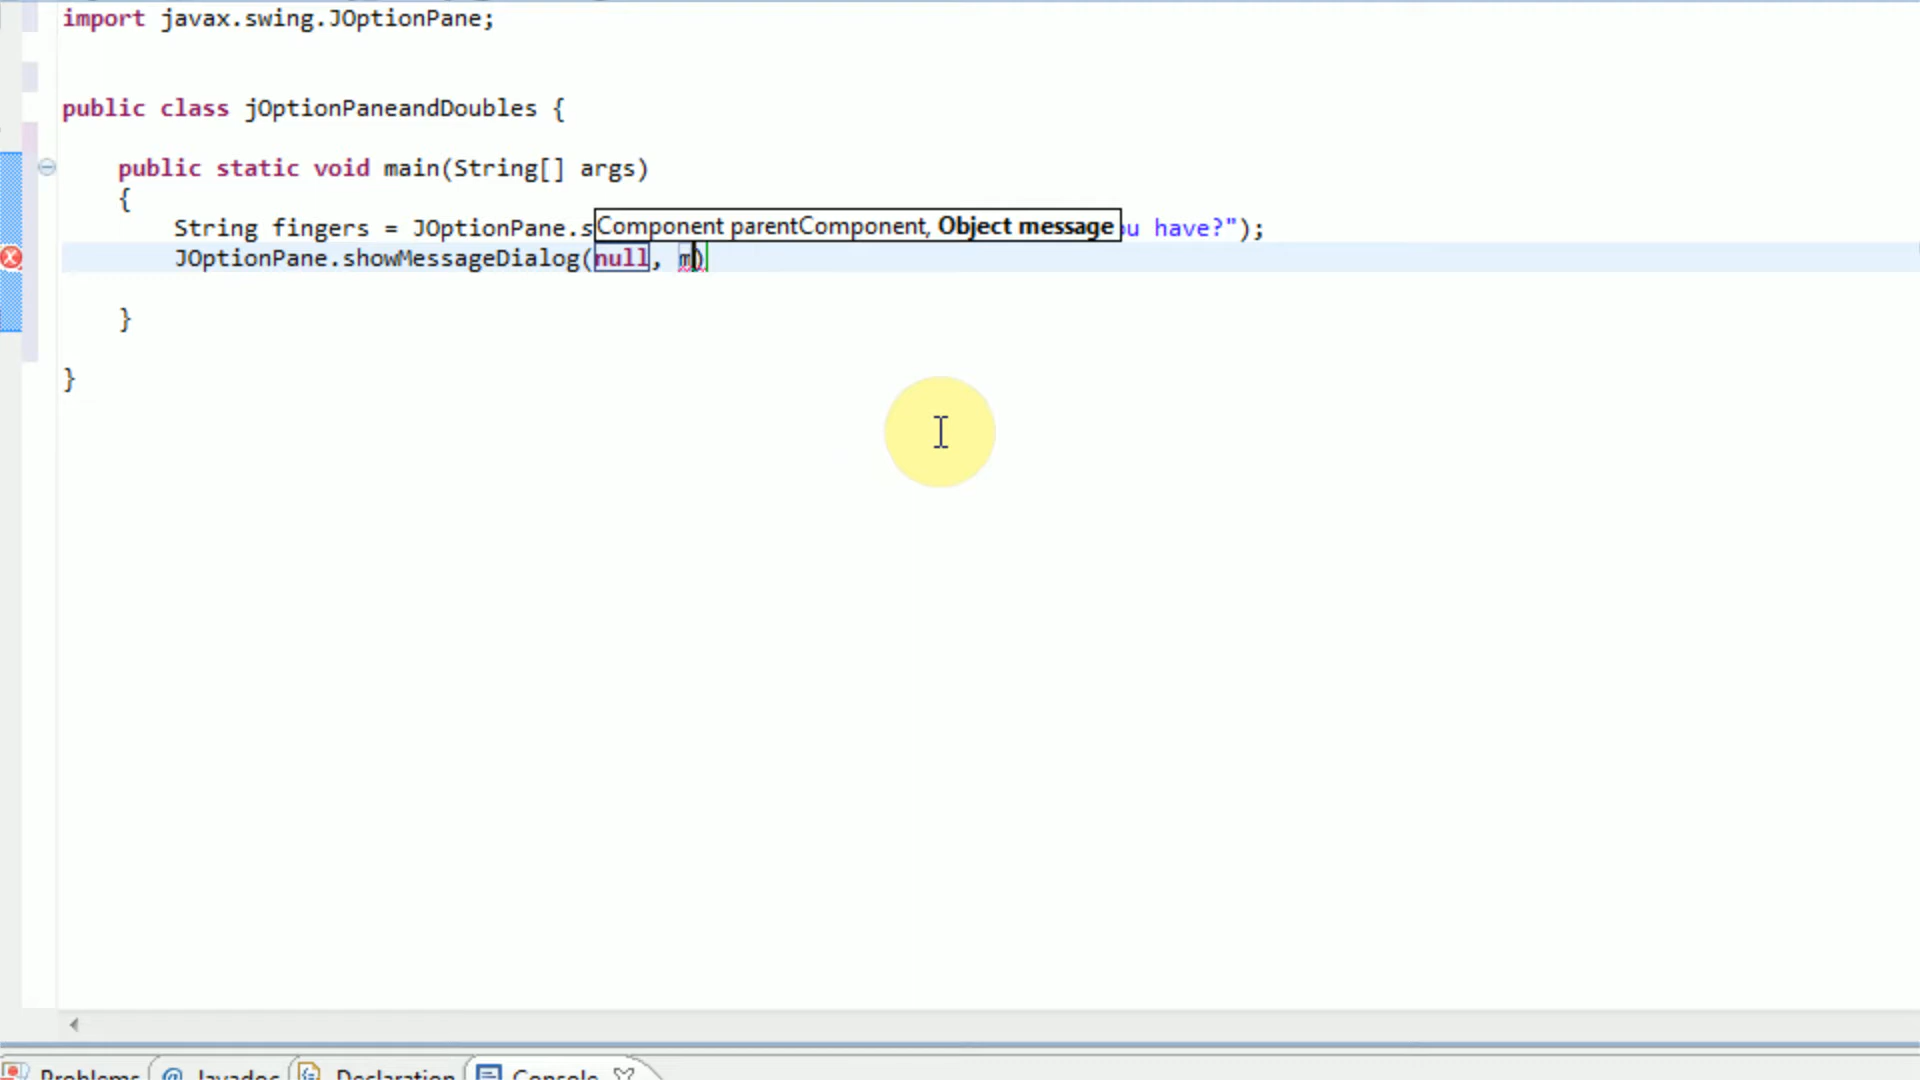 import javax.swing.JOptionPane;
public class jOptionPaneandDoubles {
public static void main(String[] args)
{
Component parentComponent, Object message
String fingers = JOptionPane.s have?");
JOptionPane.showMessageDialog(null, m)
}
}
Problems @ Javadoc Declaration Console